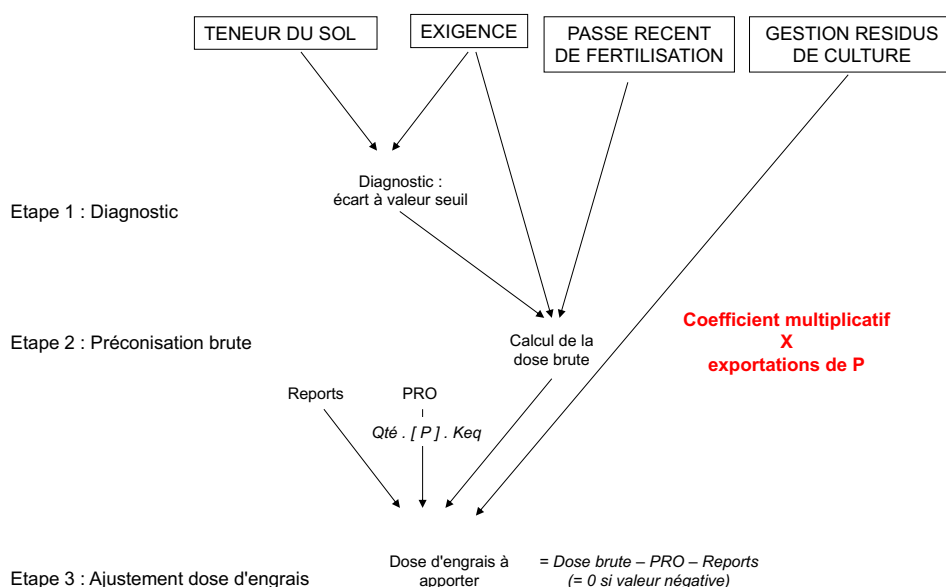 TENEUR DU SOL
EXIGENCE
PASSE RECENT
DE FERTILISATION
GESTION RESIDUS
DE CULTURE
Diagnostic :
écart à valeur seuil
Etape 1 : Diagnostic
Etape 2 : Préconisation brute
Calcul de la
dose brute
Coefficient multiplicatif
X
exportations de P
Reports
PRO
Qté . [ P ] . Keq
Etape 3 : Ajustement dose d'engrais
Dose d'engrais à
apporter
= Dose brute – PRO – Reports
(= 0 si valeur négative)